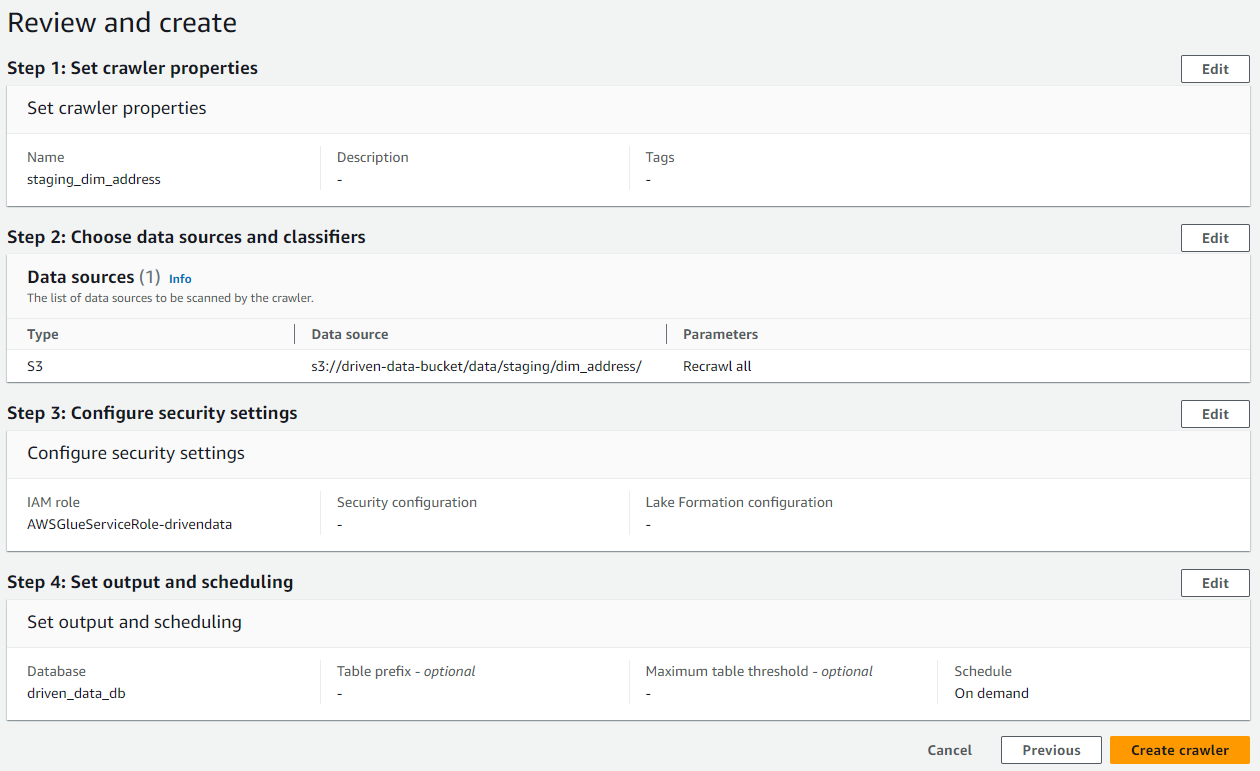 Review and create
Step 1: Set crawler properties
Edit
Set crawler properties
Name
Description
Tags
staging_dim_address
-
-
Step 2: Choose data sources and classifiers
Edit
Data sources (1) Info
The list of data sources to be scanned by the crawler.
Type
Data source
Parameters
S3
s3://driven-data-bucket/data/staging/dim_address/
Recrawl all
Step 3: Configure security settings
Edit
Configure security settings
IAM role
Security configuration
Lake Formation configuration
AWSGlueServiceRole-drivendata
-
-
Step 4: Set output and scheduling
Edit
Set output and scheduling
Database
Table prefix - optional
Maximum table threshold - optional
Schedule
driven_data_db
-
-
On demand
Cancel
Previous
Create crawler